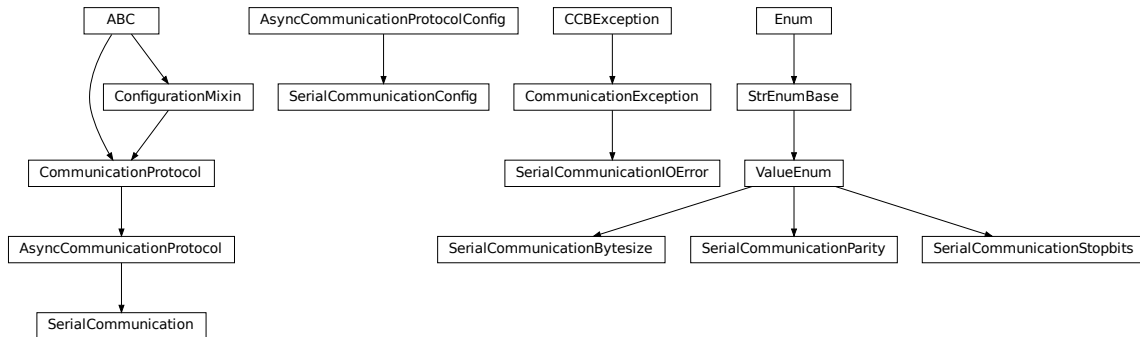 ABC
AsyncCommunicationProtocolConfig
CCBException
Enum
ConfigurationMixin
SerialCommunicationConfig
CommunicationException
StrEnumBase
CommunicationProtocol
SerialCommunicationIOError
ValueEnum
AsyncCommunicationProtocol
SerialCommunicationBytesize
SerialCommunicationParity
SerialCommunicationStopbits
SerialCommunication